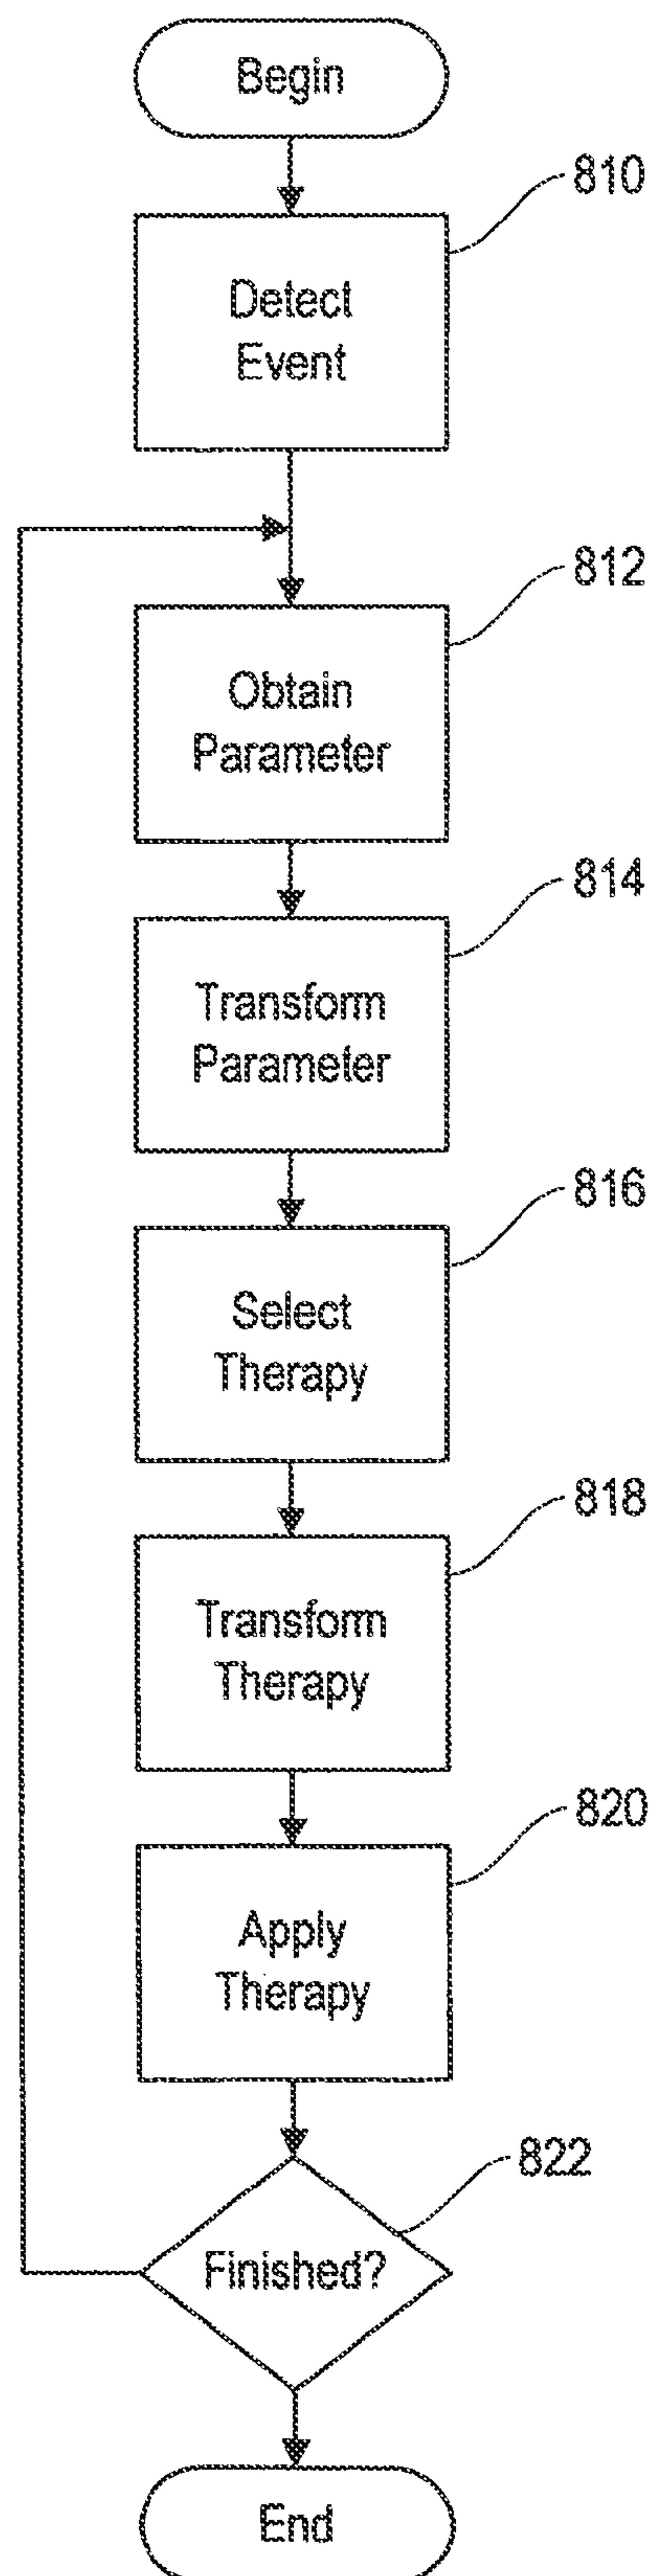 Begin
810
Detect
Event
812
Obtain
Parameter
814
Transform
Parameter
816
Select
Therapy
818
Transform
Therapy
820
Apply
Therapy
822
Finished?
End